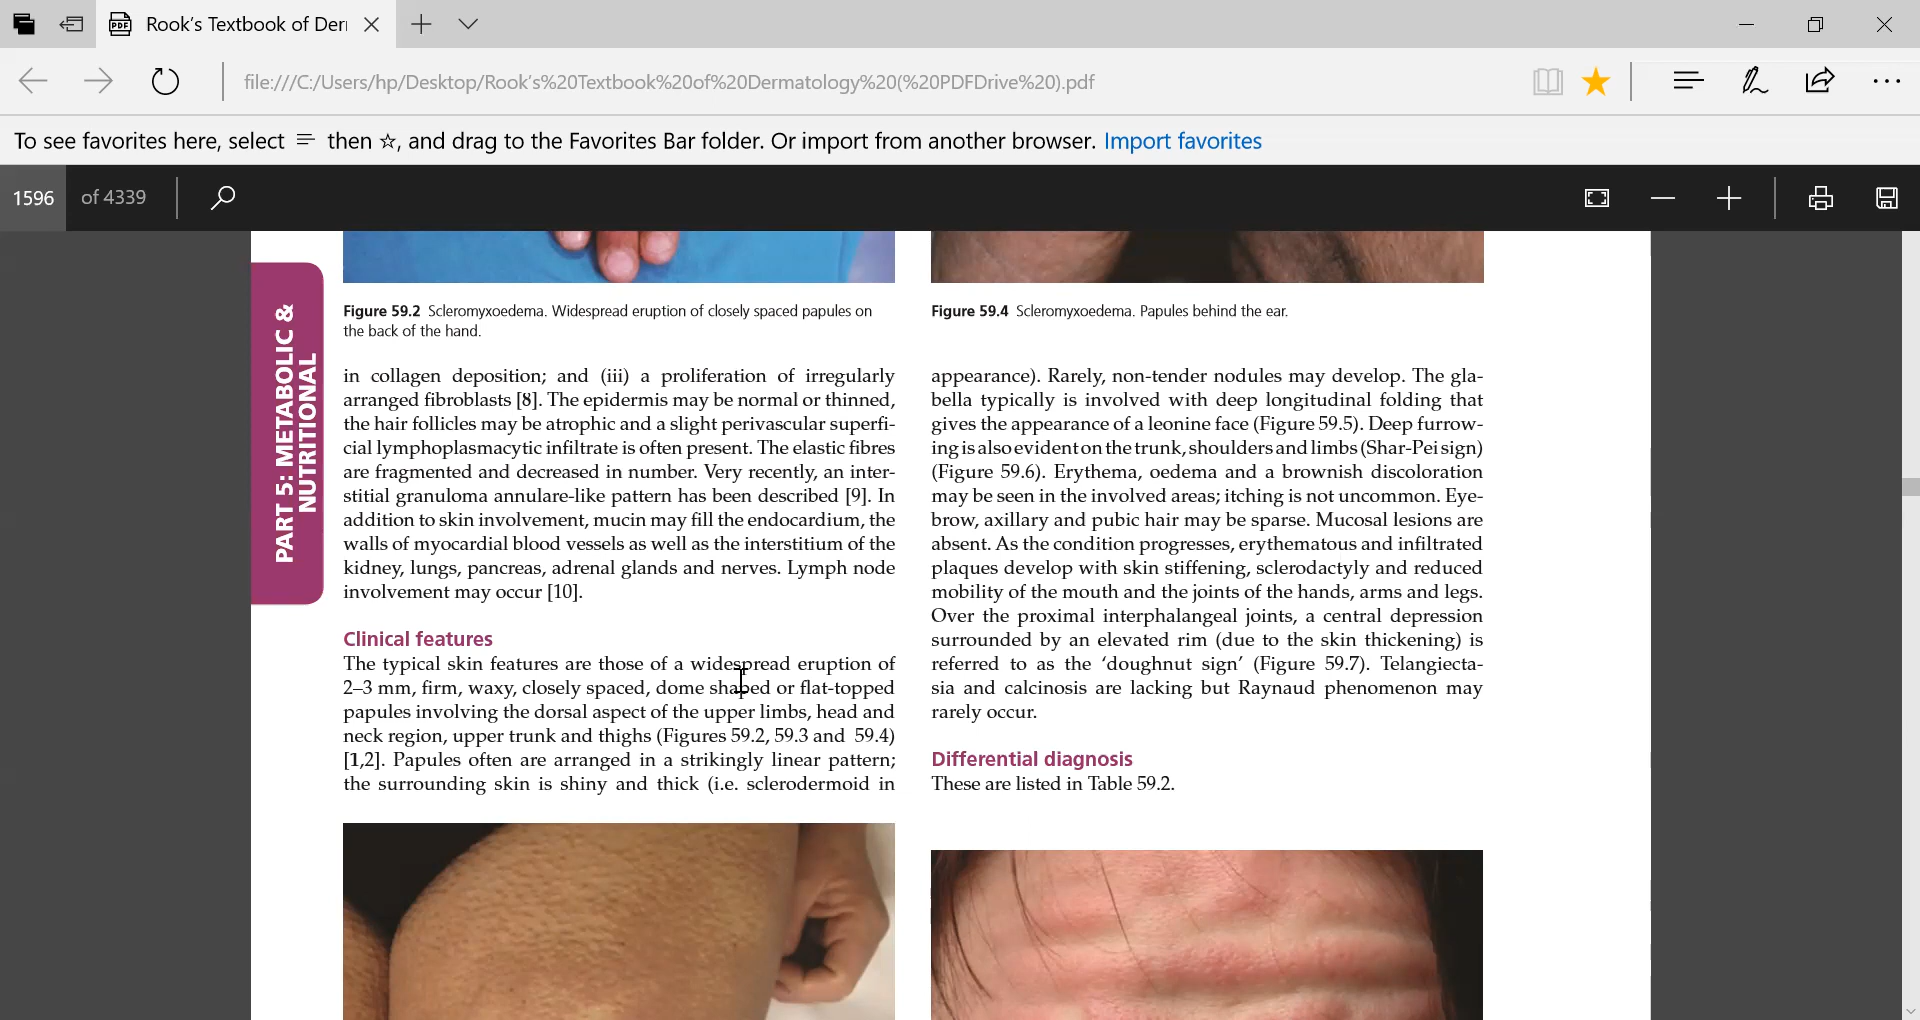 Rook's Textbook of Der
file:///C:/Users/hp/Desktop/Rook's%20Textbook%20of%20Dermatology%20(%20PDFDrive%20).pdf
To see favorites here, select then , and drag to the Favorites Bar folder. Or import from another browser. Import favorites
1596 of 4339
PART 5: METABOLIC &
NUTRITIONAL
Figure 59.2 Scleromyxoedema. Widespread eruption of closely spaced papules on
the back of the hand.
in collagen deposition; and (iii) a proliferation of irregularly
arranged fibroblasts [8]. The epidermis may be normal or thinned,
the hair follicles may be atrophic and a slight perivascular superfi-
cial lymphoplasmacytic infiltrate is often present. The elastic fibres
are fragmented and decreased in number. Very recently, an inter-
stitial granuloma annulare-like pattern has been described [9]. In
addition to skin involvement, mucin may fill the endocardium, the
walls of myocardial blood vessels as well as the interstitium of the
kidney, lungs, pancreas, adrenal glands and nerves. Lymph node
involvement may occur [10].
Clinical features
The typical skin features are those of a widespread eruption of
2–3 mm, firm, waxy, closely spaced, dome shaped or flat-topped
papules involving the dorsal aspect of the upper limbs, head and
neck region, upper trunk and thighs (Figures 59.2, 59.3 and 59.4)
[1,2]. Papules often are arranged in a strikingly linear pattern;
the surrounding skin is shiny and thick (i.e. sclerodermoid in
Figure 59.4 Scleromyxoedema. Papules behind the ear.
appearance). Rarely, non-tender nodules may develop. The gla-
bella typically is involved with deep longitudinal folding that
gives the appearance of a leonine face (Figure 59.5). Deep furrow-
ing is also evident on the trunk, shoulders and limbs (Shar-Pei sign)
(Figure 59.6). Erythema, oedema and a brownish discoloration
may be seen in the involved areas; itching is not uncommon. Eye-
brow, axillary and pubic hair may be sparse. Mucosal lesions are
absent. As the condition progresses, erythematous and infiltrated
plaques develop with skin stiffening, sclerodactyly and reduced
mobility of the mouth and the joints of the hands, arms and legs.
Over the proximal interphalangeal joints, a central depression
surrounded by an elevated rim (due to the skin thickening) is
referred to as the 'doughnut sign' (Figure 59.7). Telangiecta-
sia and calcinosis are lacking but Raynaud phenomenon may
rarely occur.
Differential diagnosis
These are listed in Table 59.2.